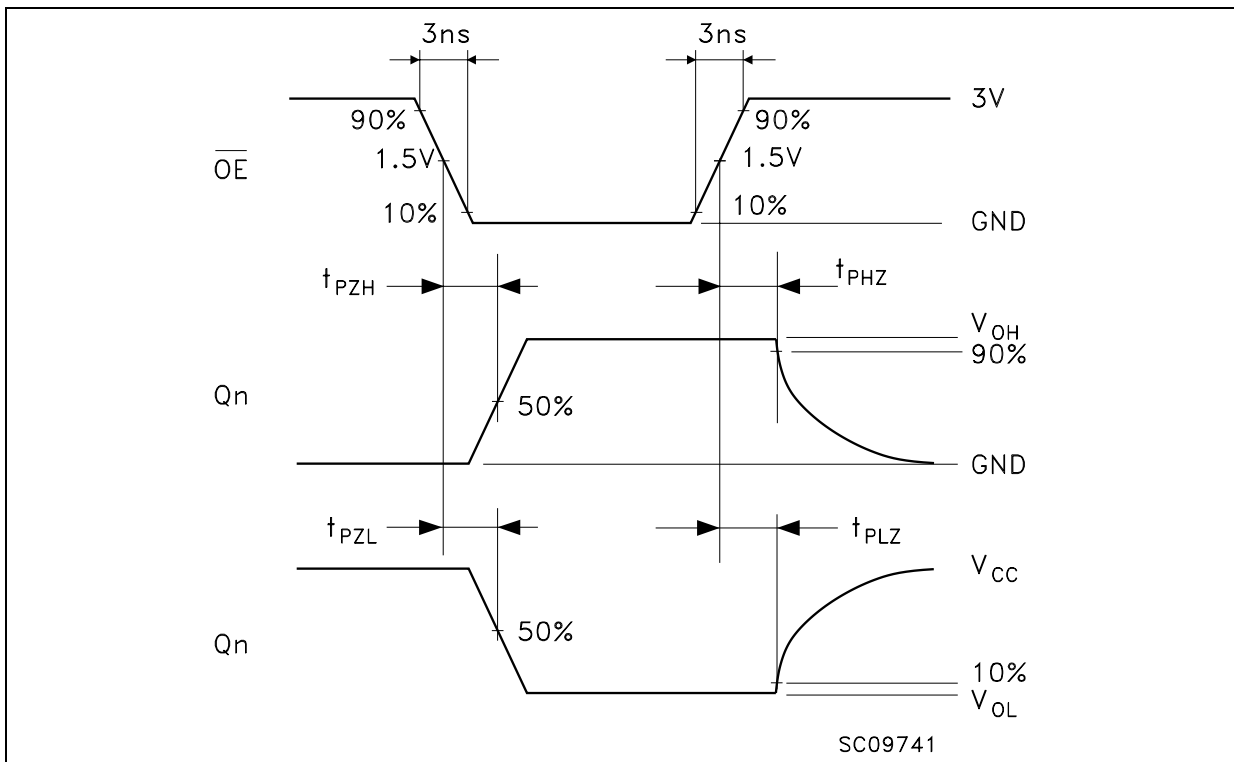 3ns 3ns
3V
90% 90%
OE 1.5V 1.5V
10% 10%
GND
tPZH tPHZ
VOH
90%
Qn 50%
GND
tPZL tPLZ
VCC
Qn 50%
10%
VOL
SC09741